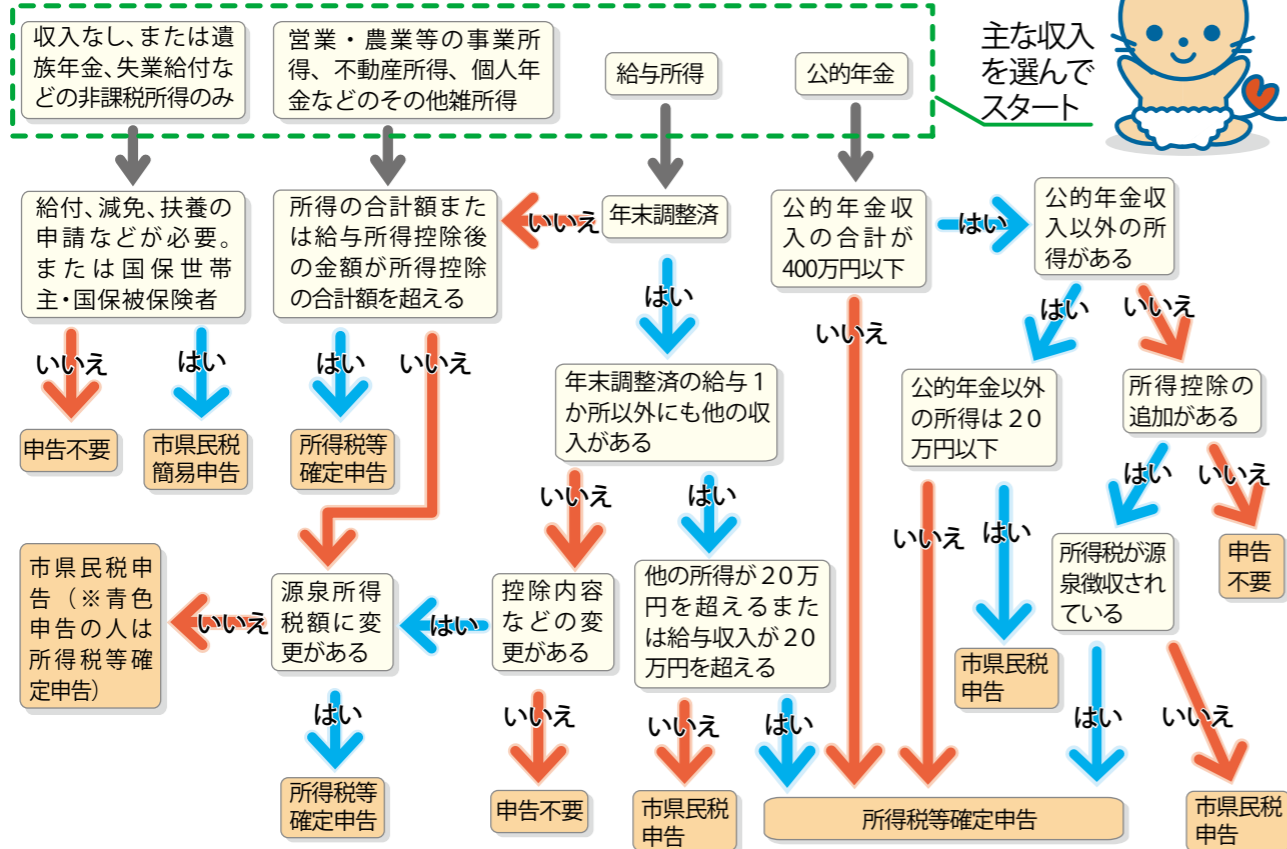 収入なし、または遺
族年金、失業給付な
どの非課税所得のみ
営業・農業等の事業所
得、不動産所得、個人年
金などのその他雑所得
給与所得
公的年金
主な収入
を選んで
スタート
給付、減免、扶養の
申請などが必要。
または国保世帯
主・国保被保険者
所得の合計額また
は給与所得控除後
の金額が所得控除
の合計額を超える
いいえ
年末調整済
公的年金収
入の合計が
400万円以下
はい
公的年金収
入以外の所
得がある
いいえ
はい
はい
いいえ
はい
いいえ
はい
いいえ
申告不要
市県民税
簡易申告
所得税等
確定申告
年末調整済の給与1
か所以外にも他の収
入がある
公的年金以外
の所得は20
万円以下
所得控除の
追加がある
いいえ
はい
いいえ
はい
はい
いいえ
市県民税申
告（※青色
申告の人は
所得税等確
定申告）
いいえ
源泉所得
税額に変
更がある
はい
控除内容
などの変
更がある
他の所得が20万
円を超えるまた
は給与収入が20
万円を超える
所得税が源
泉徴収され
ている
申告
不要
市県民税
申告
はい
いいえ
いいえ
はい
はい
いいえ
所得税等
確定申告
申告不要
市県民税
申告
所得税等確定申告
市県民税
申告